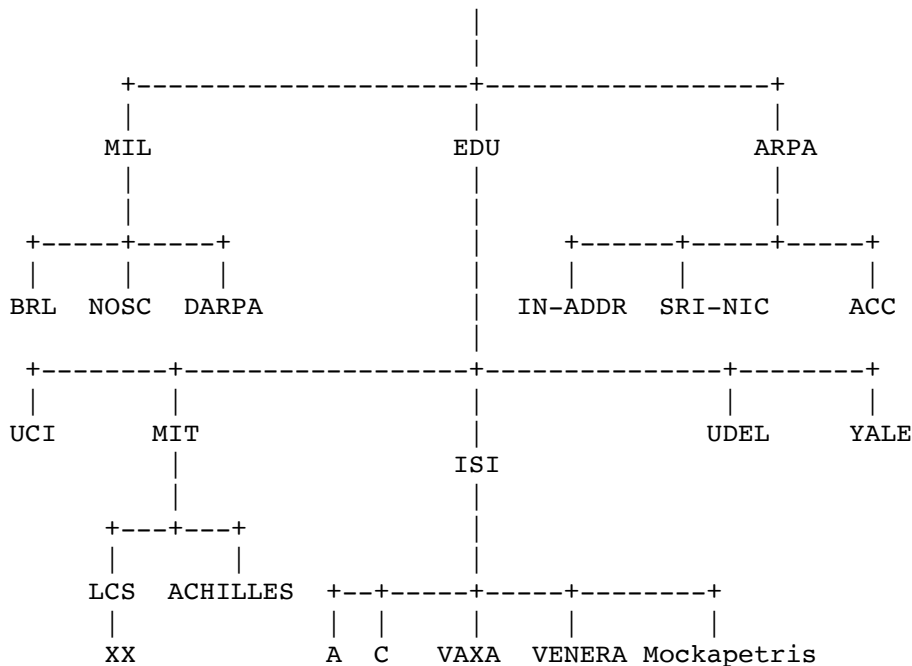 MIL EDU ARPA
BRL NOSC DARPA IN-ADDR SRI-NIC ACC
UCI MIT UDEL YALE
ISI
LCS ACHILLES
XX A C VAXA VENERA Mockapetris